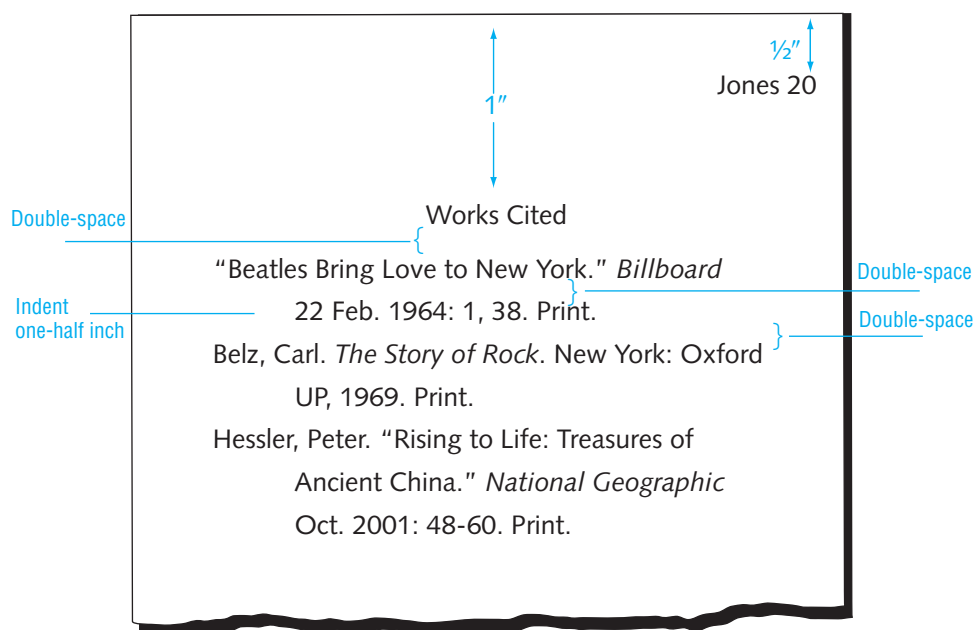 ½″
Jones 20
1″
Works Cited
Double-space
“Beatles Bring Love to New York.” Billboard
Double-space
Indent
one-half inch
22 Feb. 1964: 1, 38. Print.
Double-space
Belz, Carl. The Story of Rock. New York: Oxford
UP, 1969. Print.
Hessler, Peter. “Rising to Life: Treasures of
Ancient China.” National Geographic
Oct. 2001: 48-60. Print.